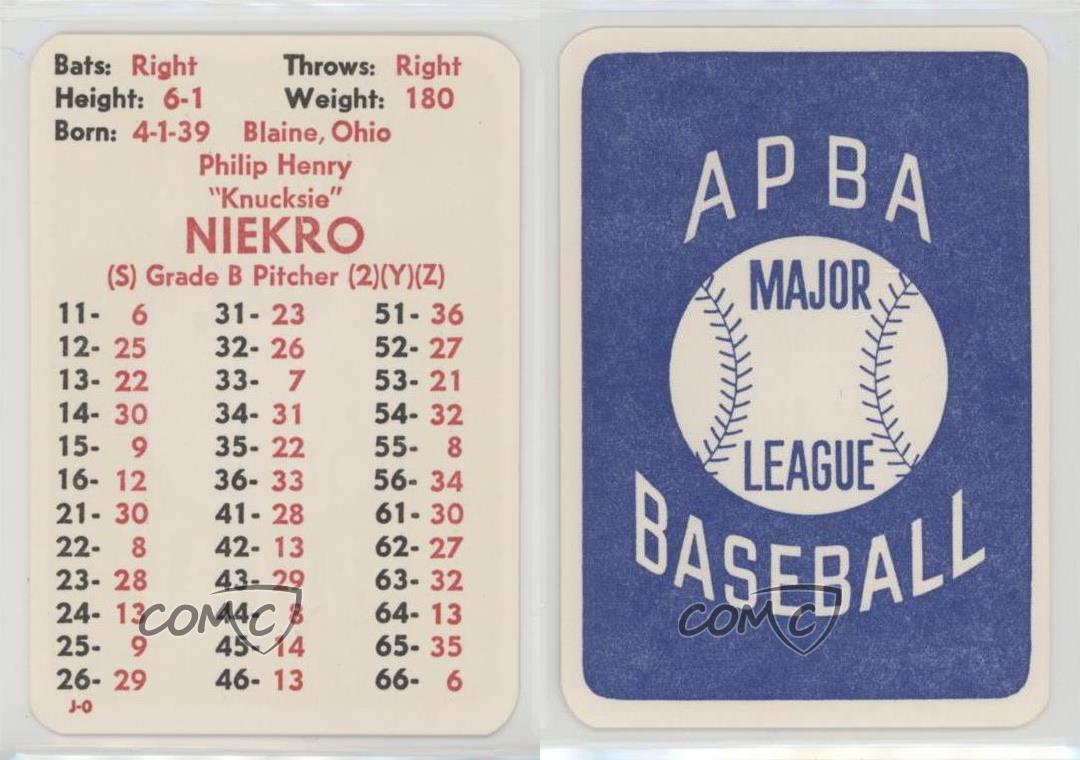 Bats: Right Throws: Right
Height: 6-1 Weight: 180
Born: 4-1-39 Blaine, Ohio
Philip Henry
"Knucksie"
NIEKRO
(S) Grade B Pitcher (2)(Y)(Z)
11- 6 31- 23 51- 36
12- 25 32- 26 52- 27
13- 22 33- 7 53- 21
14- 30 34- 31 54- 32
15- 9 35- 22 55- 8
16- 12 36- 33 56- 34
21- 30 41- 28 61- 30
22- 8 42- 13 62- 27
23- 28 43- 29 63- 32
24- 13 44- 8 64- 13
25- 9 45- 14 65- 35
26- 29 46- 13 66- 6
J-0
COMC
APBA
MAJOR
LEAGUE
BASEBALL
COMC